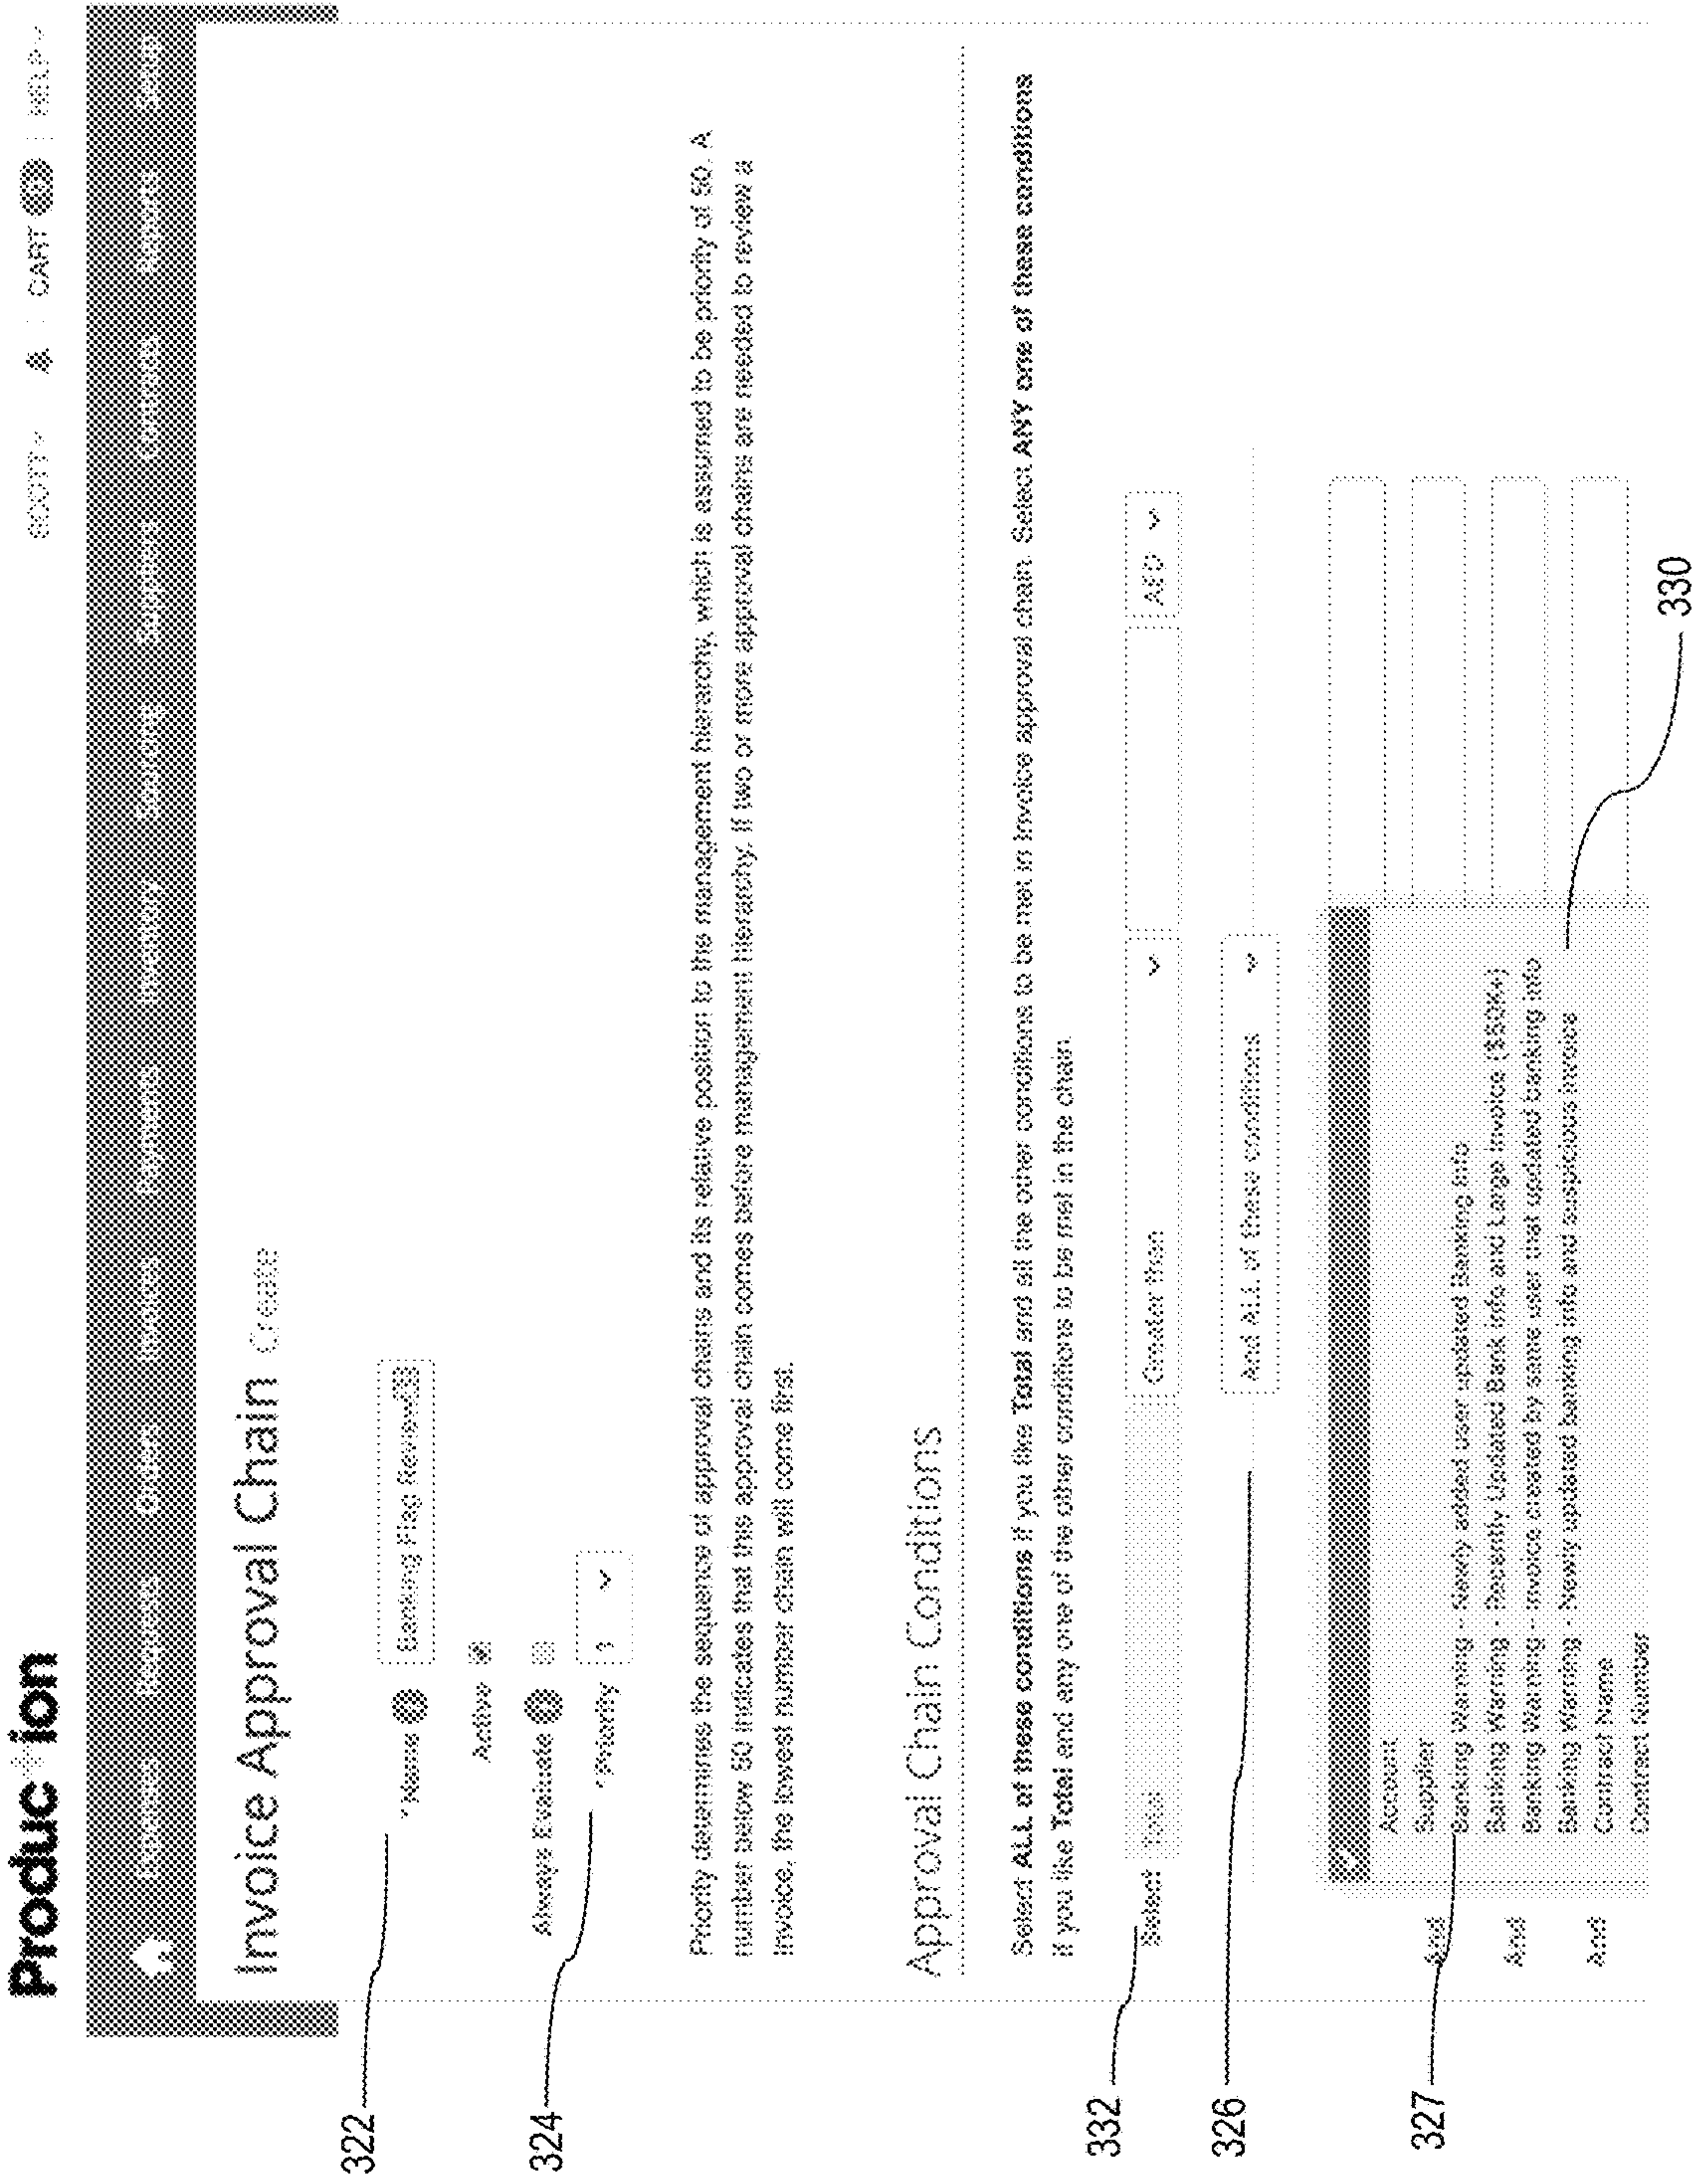 Product*ion
SCOTT
CART
HELP
Invoice Approval Chain Create
322
* Name
Banking Flag Review
Active
Always Evaluate
324
* Priority
3
Priority determines the sequence of approval chains and its relative position to the management hierarchy, which is assumed to be priority of 50. A
number below 50 indicates that this approval chain comes before management hierarchy. If two or more approval chains are needed to review a
invoice, the lowest number chain will come first.
Approval Chain Conditions
Select ALL of these conditions if you like Total and all the other conditions to be met in invoice approval chain. Select ANY one of these conditions
if you like Total and any one of the other conditions to be met in the chain.
332
Select
Total
Greater than
AED
326
And ALL of these conditions
Account
Supplier
327
And
Banking Warning - Newly added user updated Banking info
Banking Warning - Recently Updated Bank info and Large Invoice ($50K+)
And
Banking Warning - Invoice created by same user that updated banking info
Banking Warning - Newly updated banking info and suspicious invoice
330
And
Contract Name
Contract Number